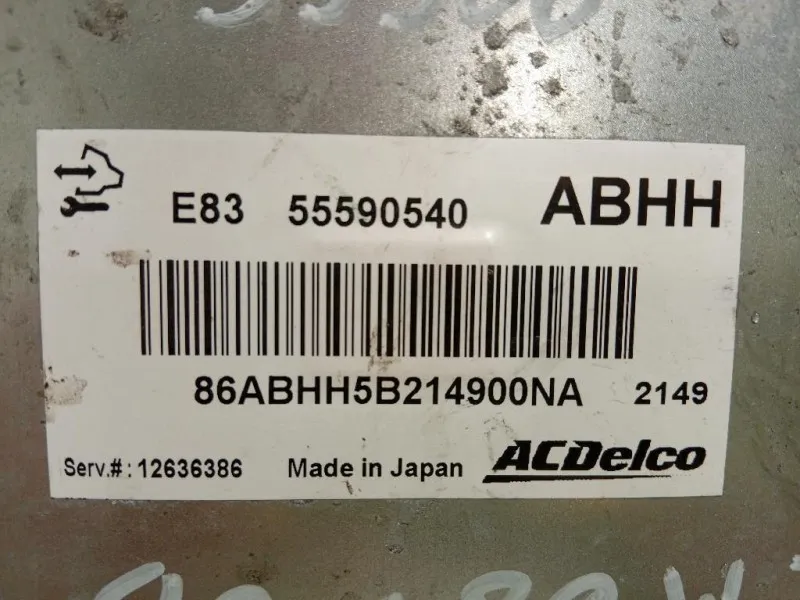 E83 55590540 ABHH
86ABHH5B214900NA 2149
Serv.#: 12636386 Made in Japan ACDelco